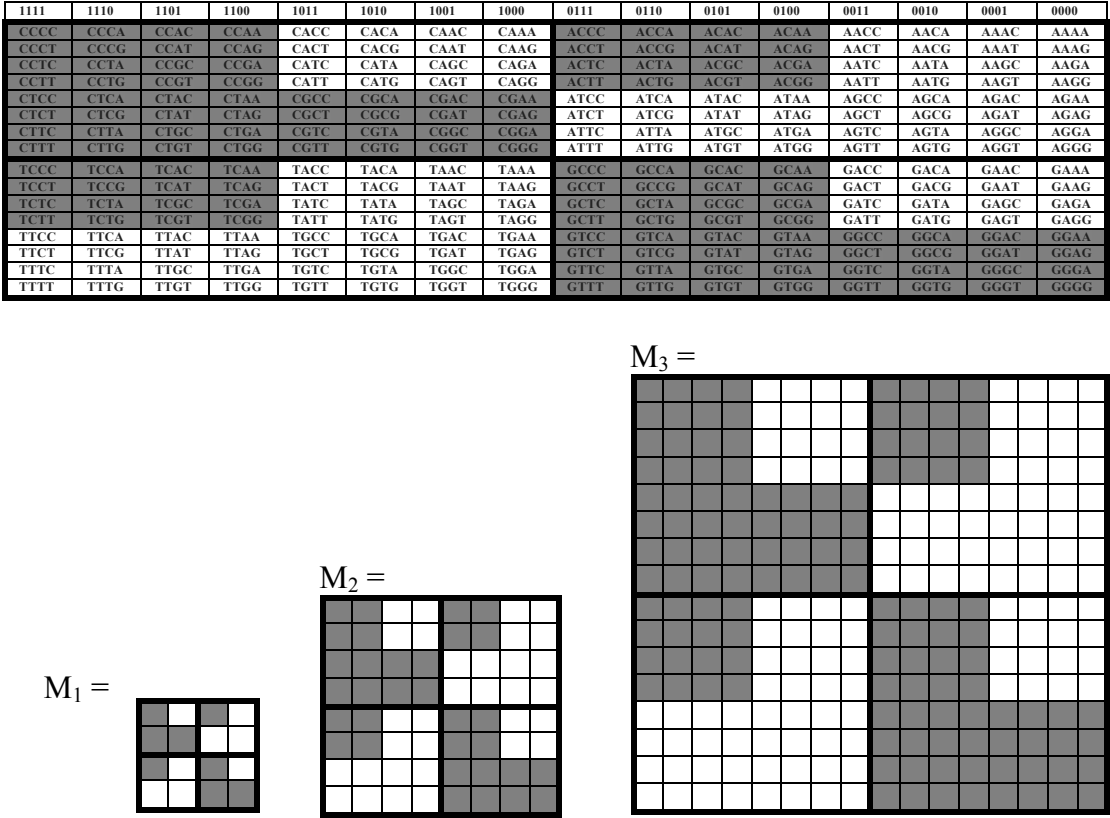 1111 1110 1101 1100 1011 1010 1001 1000 0111 0110 0101 0100 0011 0010 0001 0000
CCCC CCCA CCAC CCAA CACC CACA CAAC CAAA ACCC ACCA ACAC ACAA AACC AACA AAAC AAAA
CCCT CCCG CCAT CCAG CACT CACG CAAT CAAG ACCT ACCG ACAT ACAG AACT AACG AAAT AAAG
CCTC CCTA CCGC CCGA CATC CATA CAGC CAGA ACTC ACTA ACGC ACGA AATC AATA AAGC AAGA
CCTT CCTG CCGT CCGG CATT CATG CAGT CAGG ACTT ACTG ACGT ACGG AATT AATG AAGT AAGG
CTCC CTCA CTAC CTAA CGCC CGCA CGAC CGAA ATCC ATCA ATAC ATAA AGCC AGCA AGAC AGAA
CTCT CTCG CTAT CTAG CGCT CGCG CGAT CGAG ATCT ATCG ATAT ATAG AGCT AGCG AGAT AGAG
CTTC CTTA CTGC CTGA CGTC CGTA CGGC CGGA ATTC ATTA ATGC ATGA AGTC AGTA AGGC AGGA
CTTT CTTG CTGT CTGG CGTT CGTG CGGT CGGG ATTT ATTG ATGT ATGG AGTT AGTG AGGT AGGG
TCCC TCCA TCAC TCAA TACC TACA TAAC TAAA GCCC GCCA GCAC GCAA GACC GACA GAAC GAAA
TCCT TCCG TCAT TCAG TACT TACG TAAT TAAG GCCT GCCG GCAT GCAG GACT GACG GAAT GAAG
TCTC TCTA TCGC TCGA TATC TATA TAGC TAGA GCTC GCTA GCGC GCGA GATC GATA GAGC GAGA
TCTT TCTG TCGT TCGG TATT TATG TAGT TAGG GCTT GCTG GCGT GCGG GATT GATG GAGT GAGG
TTCC TTCA TTAC TTAA TGCC TGCA TGAC TGAA GTCC GTCA GTAC GTAA GGCC GGCA GGAC GGAA
TTCT TTCG TTAT TTAG TGCT TGCG TGAT TGAG GTCT GTCG GTAT GTAG GGCT GGCG GGAT GGAG
TTTC TTTA TTGC TTGA TGTC TGTA TGGC TGGA GTTC GTTA GTGC GTGA GGTC GGTA GGGC GGGA
TTTT TTTG TTGT TTGG TGTT TGTG TGGT TGGG GTTT GTTG GTGT GTGG GGTT GGTG GGGT GGGG
M₃ =
M₂ =
M₁ =